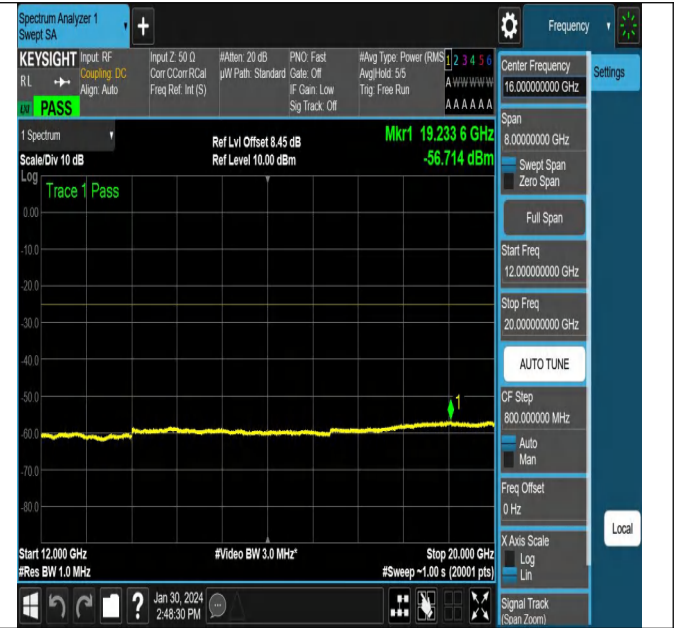 Spectrum Analyzer 1
Swept SA
+
Frequency
KEYSIGHT
RL
PASS
Input: RF
Coupling: DC
Align: Auto
Input Z: 50 Ω
Corr CCorr RCal
Freq Ref: Int (S)
#Atten: 20 dB
µW Path: Standard
PNO: Fast
Gate: Off
IF Gain: Low
Sig Track: Off
#Avg Type: Power (RMS
Avg|Hold: 5/5
Trig: Free Run
1 2 3 4 5 6
A W W W W W
A A A A A A
1 Spectrum
Scale/Div 10 dB
Ref Lvl Offset 8.45 dB
Ref Level 10.00 dBm
Mkr1 19.233 6 GHz
-56.714 dBm
Log
Trace 1 Pass
0.00
-10.0
-20.0
-30.0
-40.0
-50.0
-60.0
-70.0
-80.0
1
Start 12.000 GHz
#Res BW 1.0 MHz
#Video BW 3.0 MHz*
Stop 20.000 GHz
#Sweep ~1.00 s (20001 pts)
Center Frequency
16.000000000 GHz
Settings
Span
8.00000000 GHz
Swept Span
Zero Span
Full Span
Start Freq
12.000000000 GHz
Stop Freq
20.000000000 GHz
AUTO TUNE
CF Step
800.000000 MHz
Auto
Man
Freq Offset
0 Hz
X Axis Scale
Log
Lin
Local
Signal Track
(Span Zoom)
?
Jan 30, 2024
2:48:30 PM